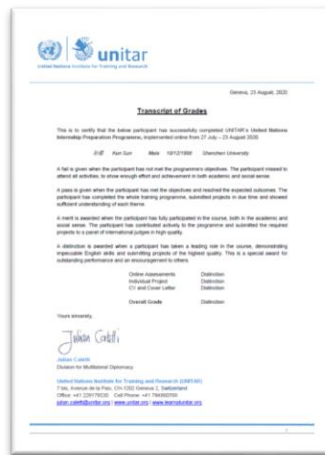 unitar
United Nations Institute for Training and Research
Geneva, 23 August, 2020
Transcript of Grades
This is to certify that the below participant has successfully completed UNITAR's United Nations
Internship Preparation Programme, implemented online from 27 July – 23 August 2020.
Ken Sun Male 10/12/1998 Shenzhen University
A fail is given when the participant has not met the programme's objectives. The participant missed to
attend all activities, to show enough effort and achievement in both academic and social sense.
A pass is given when the participant has met the objectives and reached the expected outcomes. The
participant has completed the whole training programme, submitted projects in due time and showed
sufficient understanding of each theme.
A merit is awarded when the participant has fully participated in the course, both in the academic and
social sense. The participant has contributed actively to the programme and submitted the required
projects to a panel of international judges in high quality.
A distinction is awarded when a participant has taken a leading role in the course, demonstrating
impeccable English skills and submitting projects of the highest quality. This is a special award for
outstanding performance and an encouragement to others.
Online Assessments Distinction
Individual Project Distinction
CV and Cover Letter Distinction
Overall Grade Distinction
Yours sincerely,
Julian Caletti
Julian Caletti
Division for Multilateral Diplomacy
United Nations Institute for Training and Research (UNITAR)
7 bis, Avenue de la Paix, CH-1202 Geneva 2, Switzerland
julian.caletti@unitar.org | www.unitar.org | www.learnatunitar.org